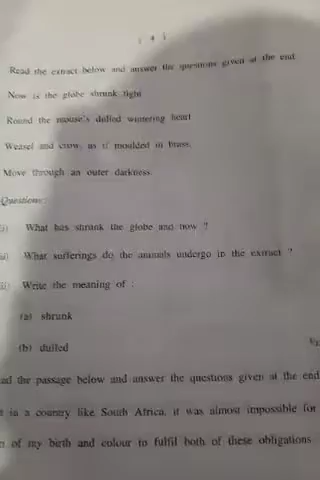 ( 4 )
Read the extract below and answer the questions given at the end.
Now is the globe shrunk tight
Round the mouse's dulled wintering heart
Weasel and crow, as if moulded in brass,
Move through an outer darkness.
Questions :
i) What has shrunk the globe and how ?
ii) What sufferings do the animals undergo in the extract ?
iii) Write the meaning of :
(a) shrunk
(b) dulled
ad the passage below and answer the questions given at the end
t in a country like South Africa, it was almost impossible for
of my birth and colour to fulfil both of these obligations